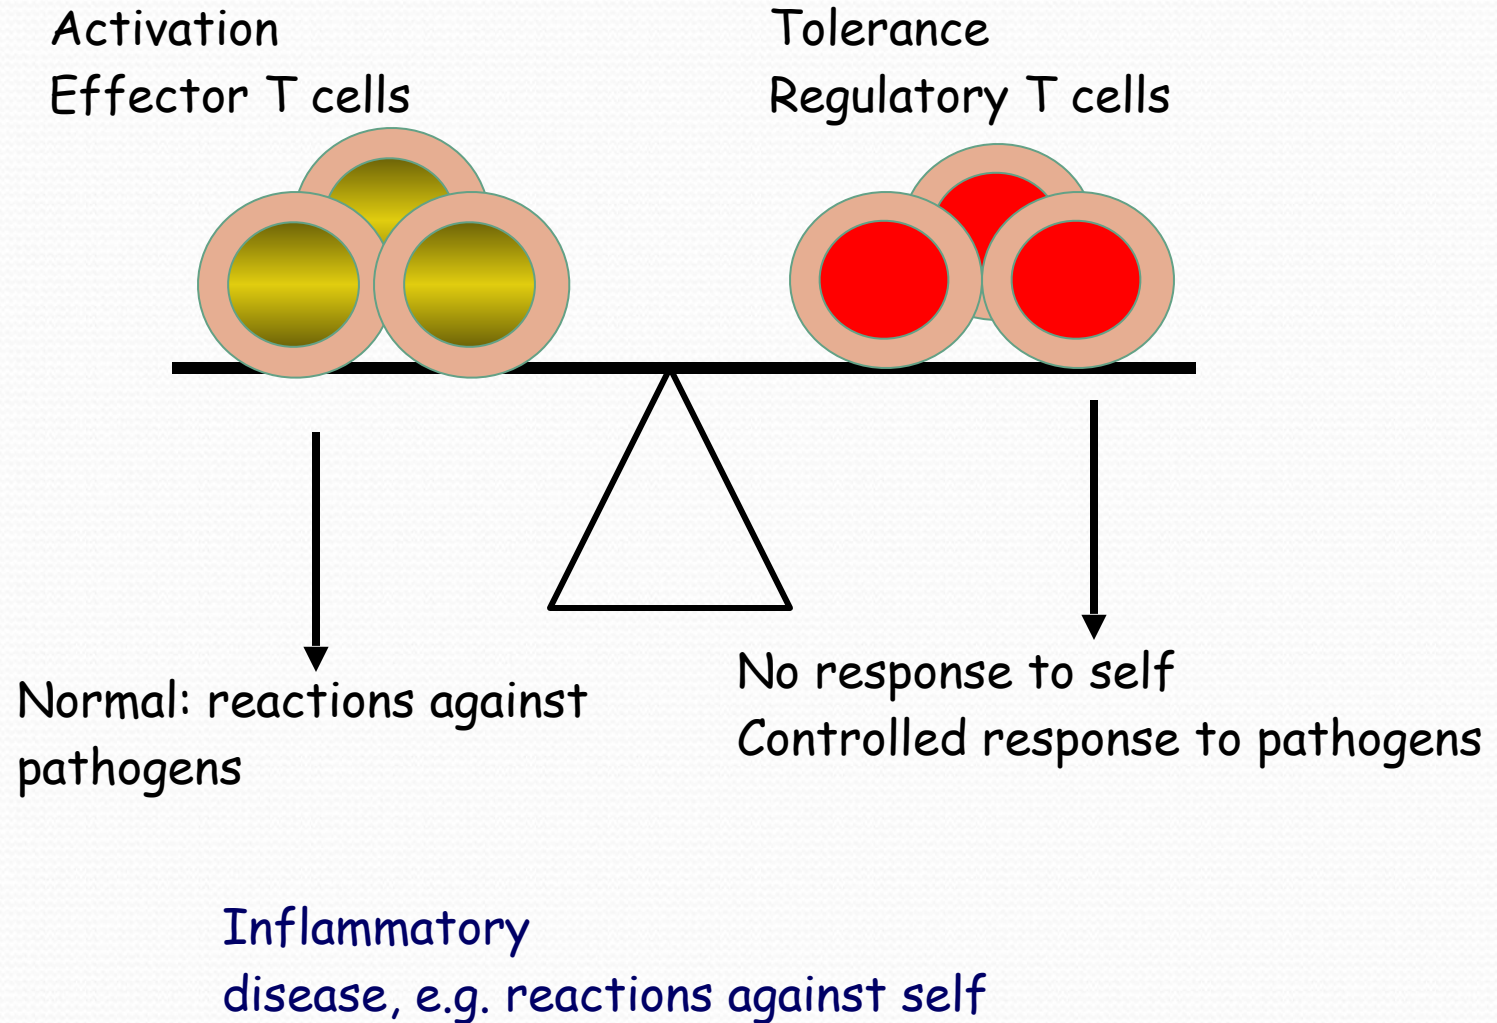 Activation
Effector T cells
Tolerance
Regulatory T cells
Normal: reactions against
pathogens
No response to self
Controlled response to pathogens
Inflammatory
disease, e.g. reactions against self